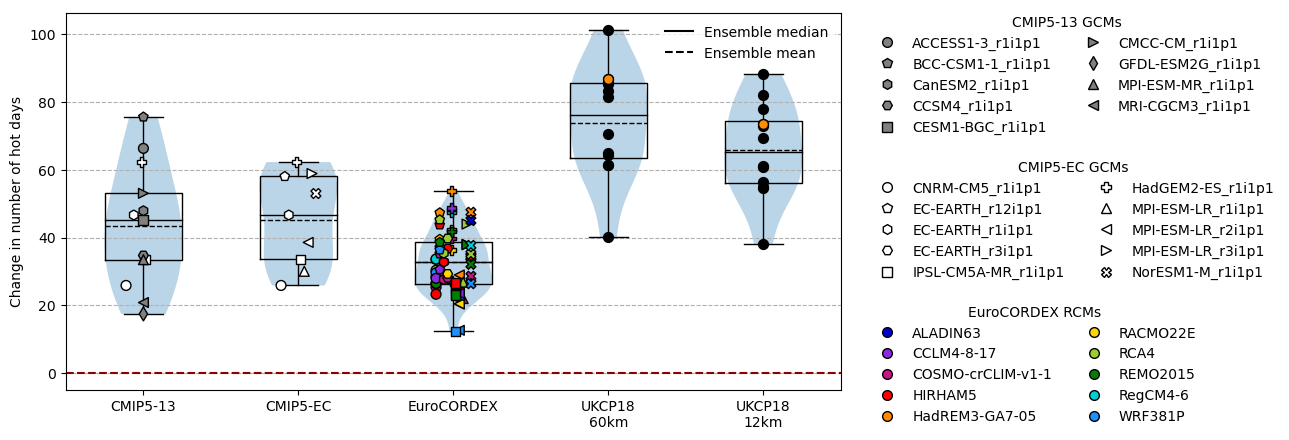 Change in number of hot days
100
80
60
40
20
0
Ensemble median
Ensemble mean
CMIP5-13
CMIP5-EC
EuroCORDEX
UKCP18
60km
UKCP18
12km
CMIP5-13 GCMs
ACCESS1-3_r1i1p1
BCC-CSM1-1_r1i1p1
CanESM2_r1i1p1
CCSM4_r1i1p1
CESM1-BGC_r1i1p1
CMCC-CM_r1i1p1
GFDL-ESM2G_r1i1p1
MPI-ESM-MR_r1i1p1
MRI-CGCM3_r1i1p1
CMIP5-EC GCMs
CNRM-CM5_r1i1p1
EC-EARTH_r12i1p1
EC-EARTH_r1i1p1
EC-EARTH_r3i1p1
IPSL-CM5A-MR_r1i1p1
HadGEM2-ES_r1i1p1
MPI-ESM-LR_r1i1p1
MPI-ESM-LR_r2i1p1
MPI-ESM-LR_r3i1p1
NorESM1-M_r1i1p1
EuroCORDEX RCMs
ALADIN63
CCLM4-8-17
COSMO-crCLIM-v1-1
HIRHAM5
HadREM3-GA7-05
RACMO22E
RCA4
REMO2015
RegCM4-6
WRF381P